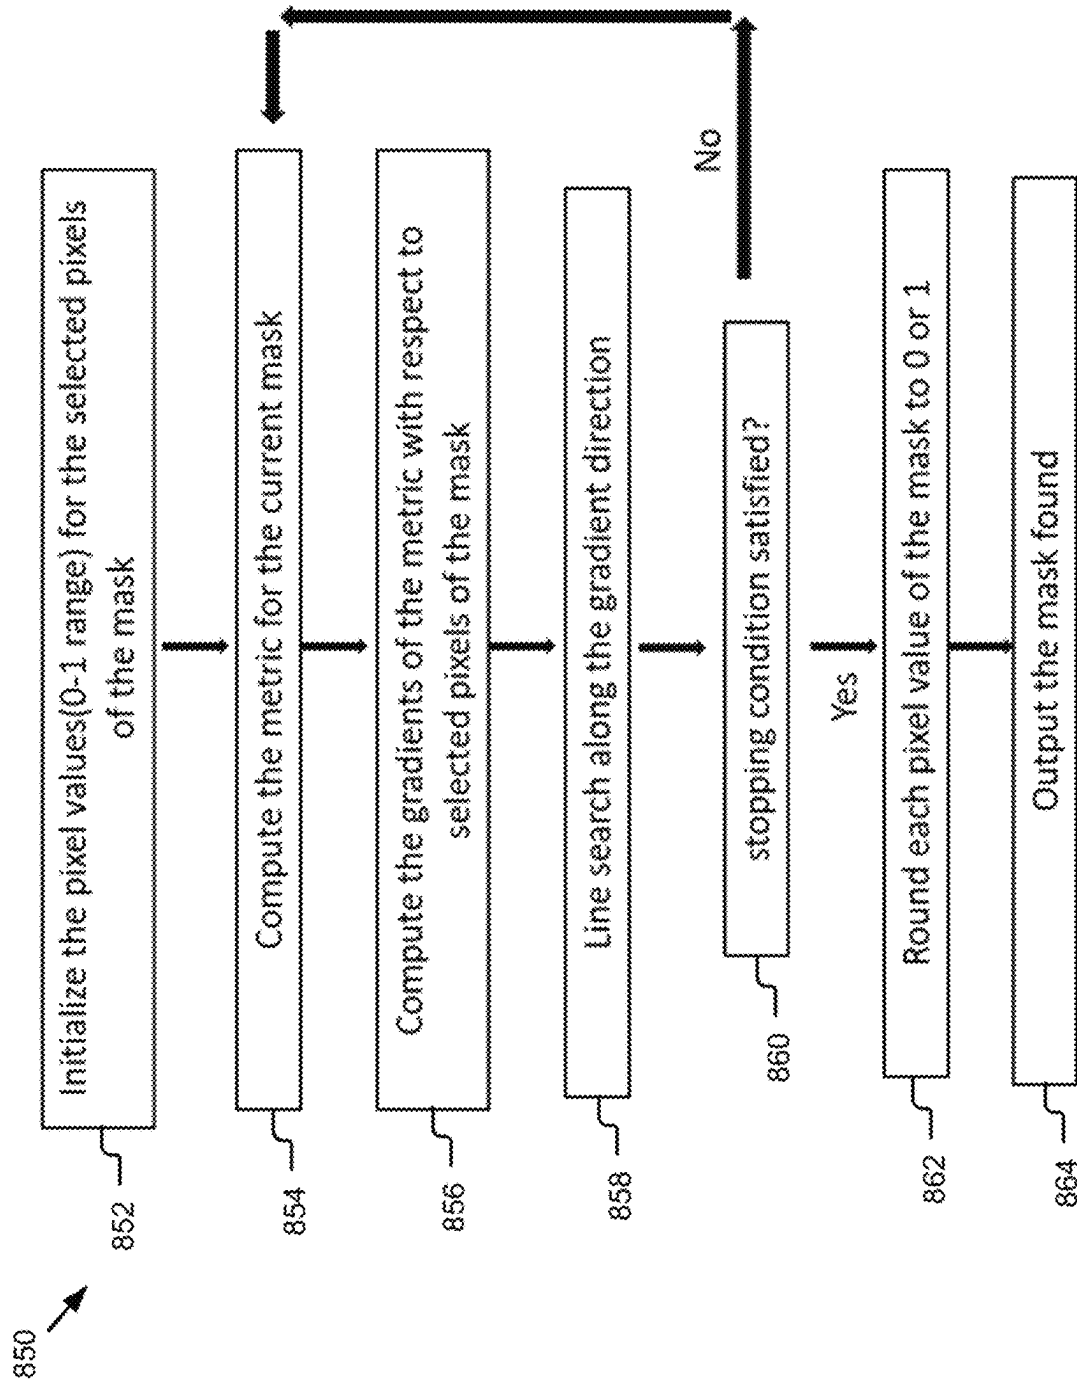 850
852
Initialize the pixel values(0-1 range) for the selected pixels
of the mask
854
Compute the metric for the current mask
856
Compute the gradients of the metric with respect to
selected pixels of the mask
858
Line search along the gradient direction
860
stopping condition satisfied?
No
Yes
862
Round each pixel value of the mask to 0 or 1
864
Output the mask found